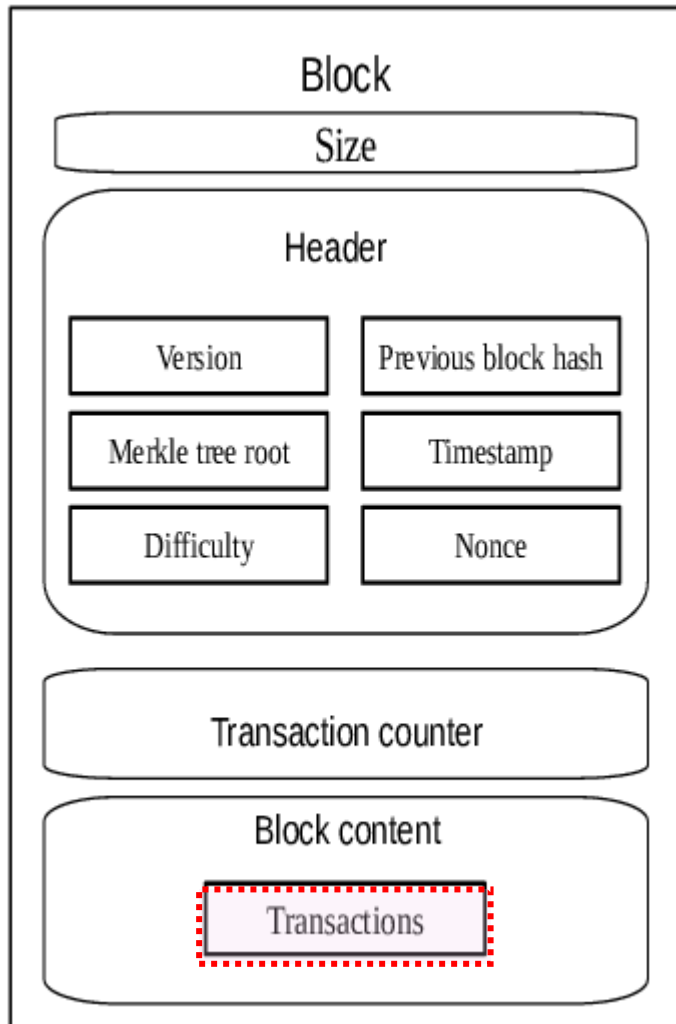 Block
Size
Header
Version
Previous block hash
Merkle tree root
Timestamp
Difficulty
Nonce
Transaction counter
Block content
Transactions